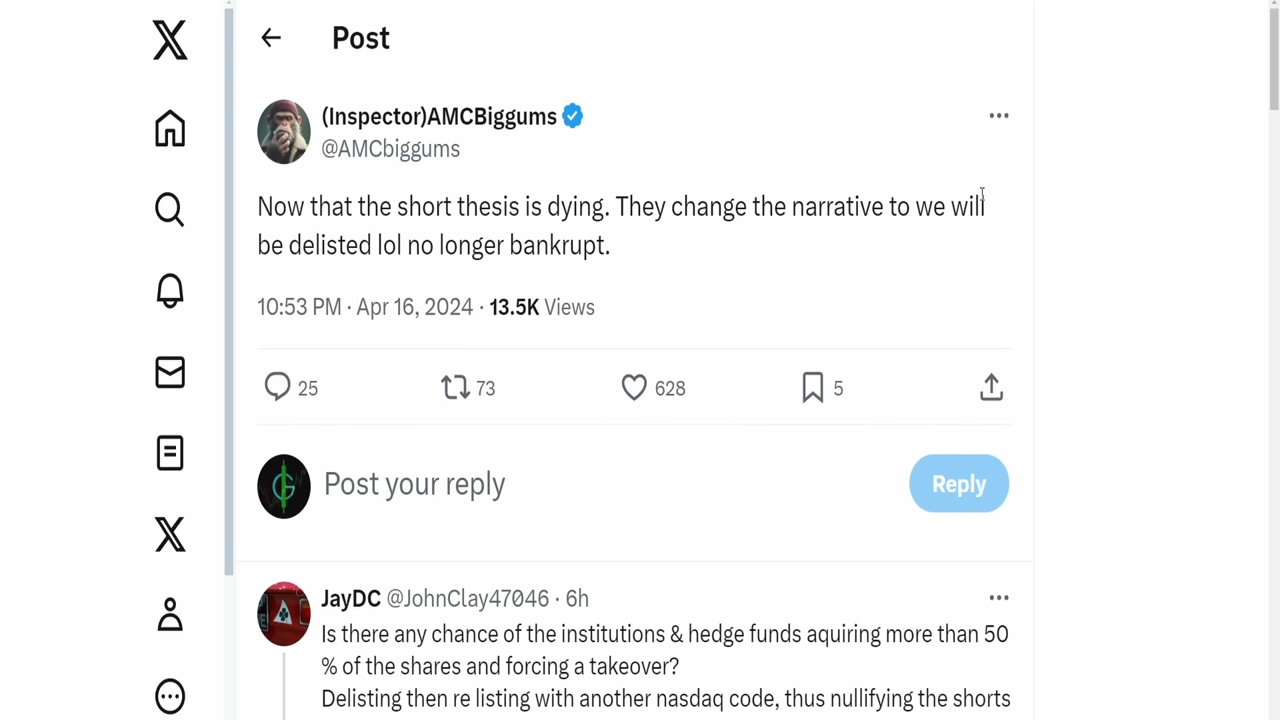 Post
(Inspector)AMCBiggums
@AMCbiggums
Now that the short thesis is dying. They change the narrative to we will
be delisted lol no longer bankrupt.
10:53 PM · Apr 16, 2024 · 13.5K Views
25 73 628 5
Post your reply Reply
JayDC @JohnClay47046 · 6h
Is there any chance of the institutions & hedge funds aquiring more than 50
% of the shares and forcing a takeover?
Delisting then re listing with another nasdaq code, thus nullifying the shorts